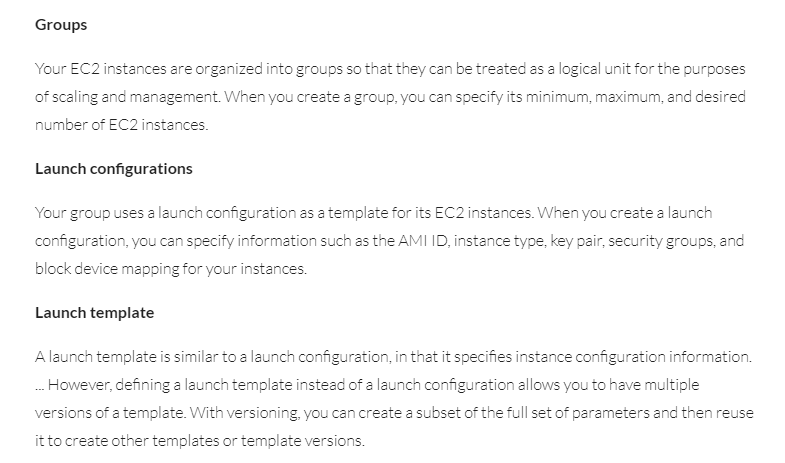 Groups
Your EC2 instances are organized into groups so that they can be treated as a logical unit for the purposes
of scaling and management. When you create a group, you can specify its minimum, maximum, and desired
number of EC2 instances.
Launch configurations
Your group uses a launch configuration as a template for its EC2 instances. When you create a launch
configuration, you can specify information such as the AMI ID, instance type, key pair, security groups, and
block device mapping for your instances.
Launch template
A launch template is similar to a launch configuration, in that it specifies instance configuration information.
... However, defining a launch template instead of a launch configuration allows you to have multiple
versions of a template. With versioning, you can create a subset of the full set of parameters and then reuse
it to create other templates or template versions.